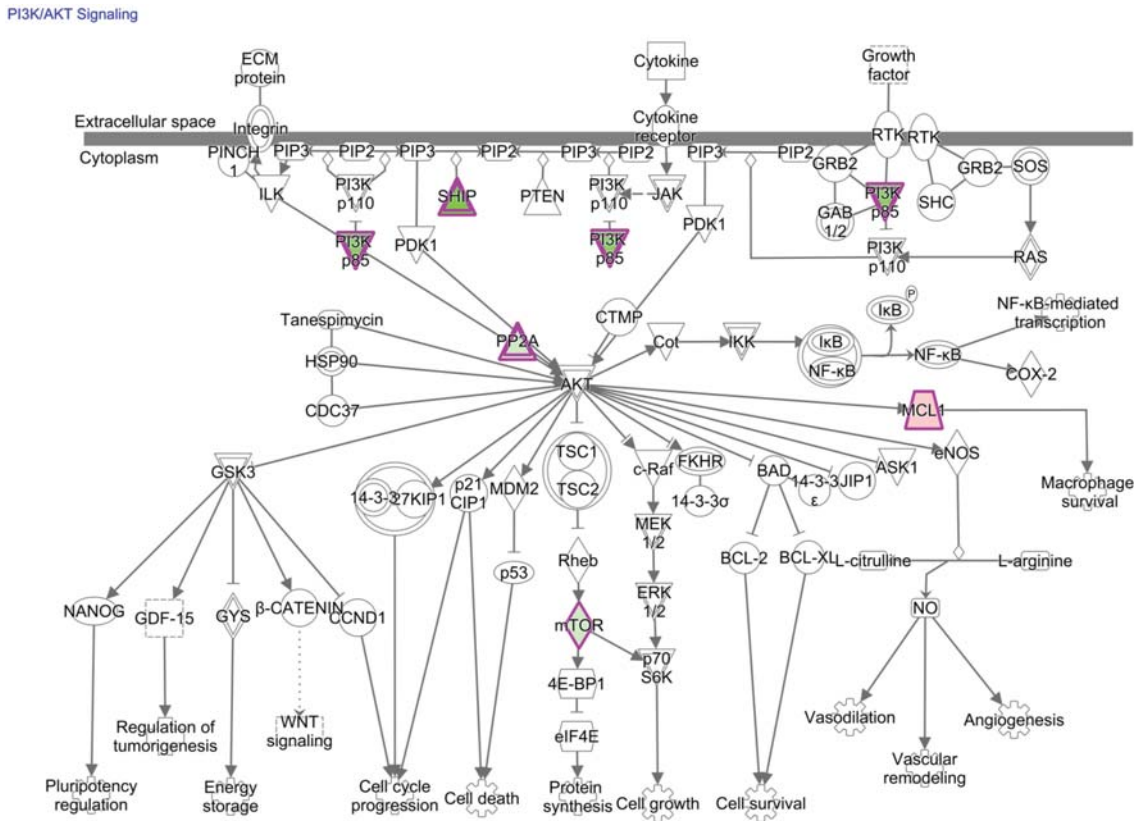 PI3K/AKT Signaling
ECM
protein
Cytokine
Growth
factor
Extracellular space
Integrin
Cytokine
receptor
RTK
RTK
Cytoplasm
PINCH
1
PIP3
PIP2
PIP3
PIP2
PIP3
PIP2
PIP3
PIP2
GRB2
GRB2
SOS
ILK
PI3K
p110
SHIP
PTEN
PI3K
p110
JAK
PI3K
p85
SHC
GAB
1/2
PI3K
p85
PDK1
PI3K
p85
PDK1
PI3K
p110
RAS
Tanespimycin
PP2A
CTMP
IκB
P
NF-κB-mediated
transcription
HSP90
Cot
IKK
IκB
NF-κB
NF-κB
CDC37
AKT
COX-2
MCL1
GSK3
14-3-3
27KIP1
p21
CIP1
MDM2
TSC1
TSC2
c-Raf
FKHR
14-3-3σ
BAD
14-3-3
ε
JIP1
ASK1
eNOS
Macrophage
survival
MEK
1/2
Rheb
p53
BCL-2
BCL-XL
L-citrulline
L-arginine
ERK
1/2
NANOG
GDF-15
GYS
β-CATENIN
CCND1
mTOR
NO
p70
S6K
4E-BP1
Regulation of
tumorigenesis
WNT
signaling
eIF4E
Vasodilation
Angiogenesis
Vascular
remodeling
Pluripotency
regulation
Energy
storage
Cell cycle
progression
Cell death
Protein
synthesis
Cell growth
Cell survival